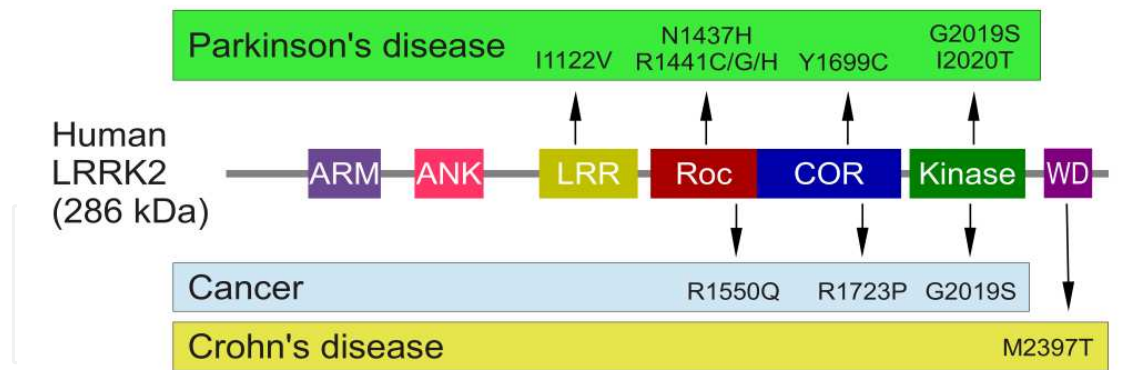 Parkinson's disease
I1122V
N1437H
R1441C/G/H
Y1699C
G2019S
I2020T
Human
LRRK2
(286 kDa)
ARM
ANK
LRR
Roc
COR
Kinase
WD
Cancer
R1550Q
R1723P
G2019S
Crohn's disease
M2397T